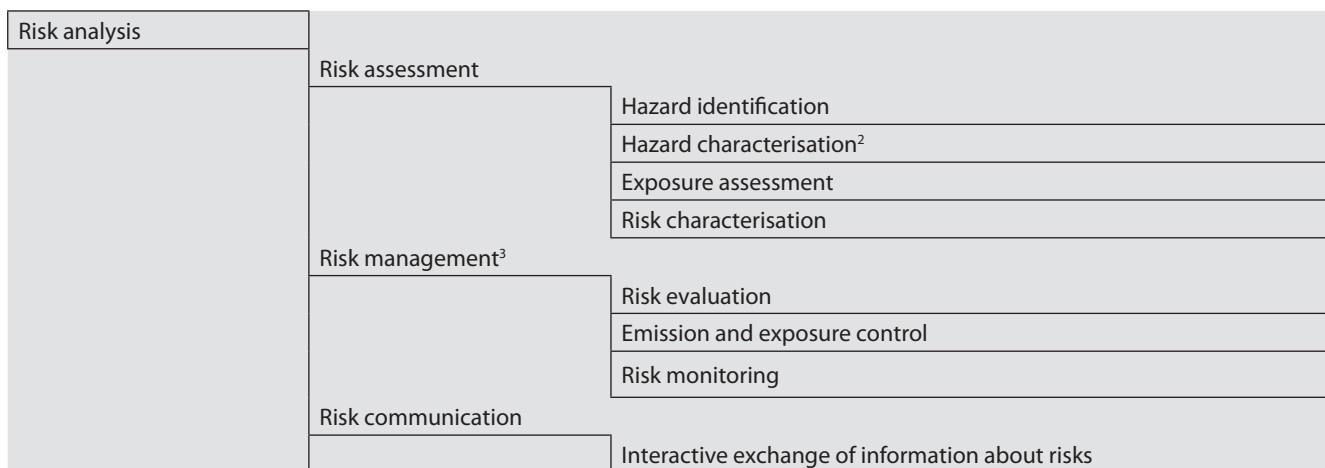 Risk analysis
Risk assessment
Hazard identification
Hazard characterisation²
Exposure assessment
Risk characterisation
Risk management³
Risk evaluation
Emission and exposure control
Risk monitoring
Risk communication
Interactive exchange of information about risks